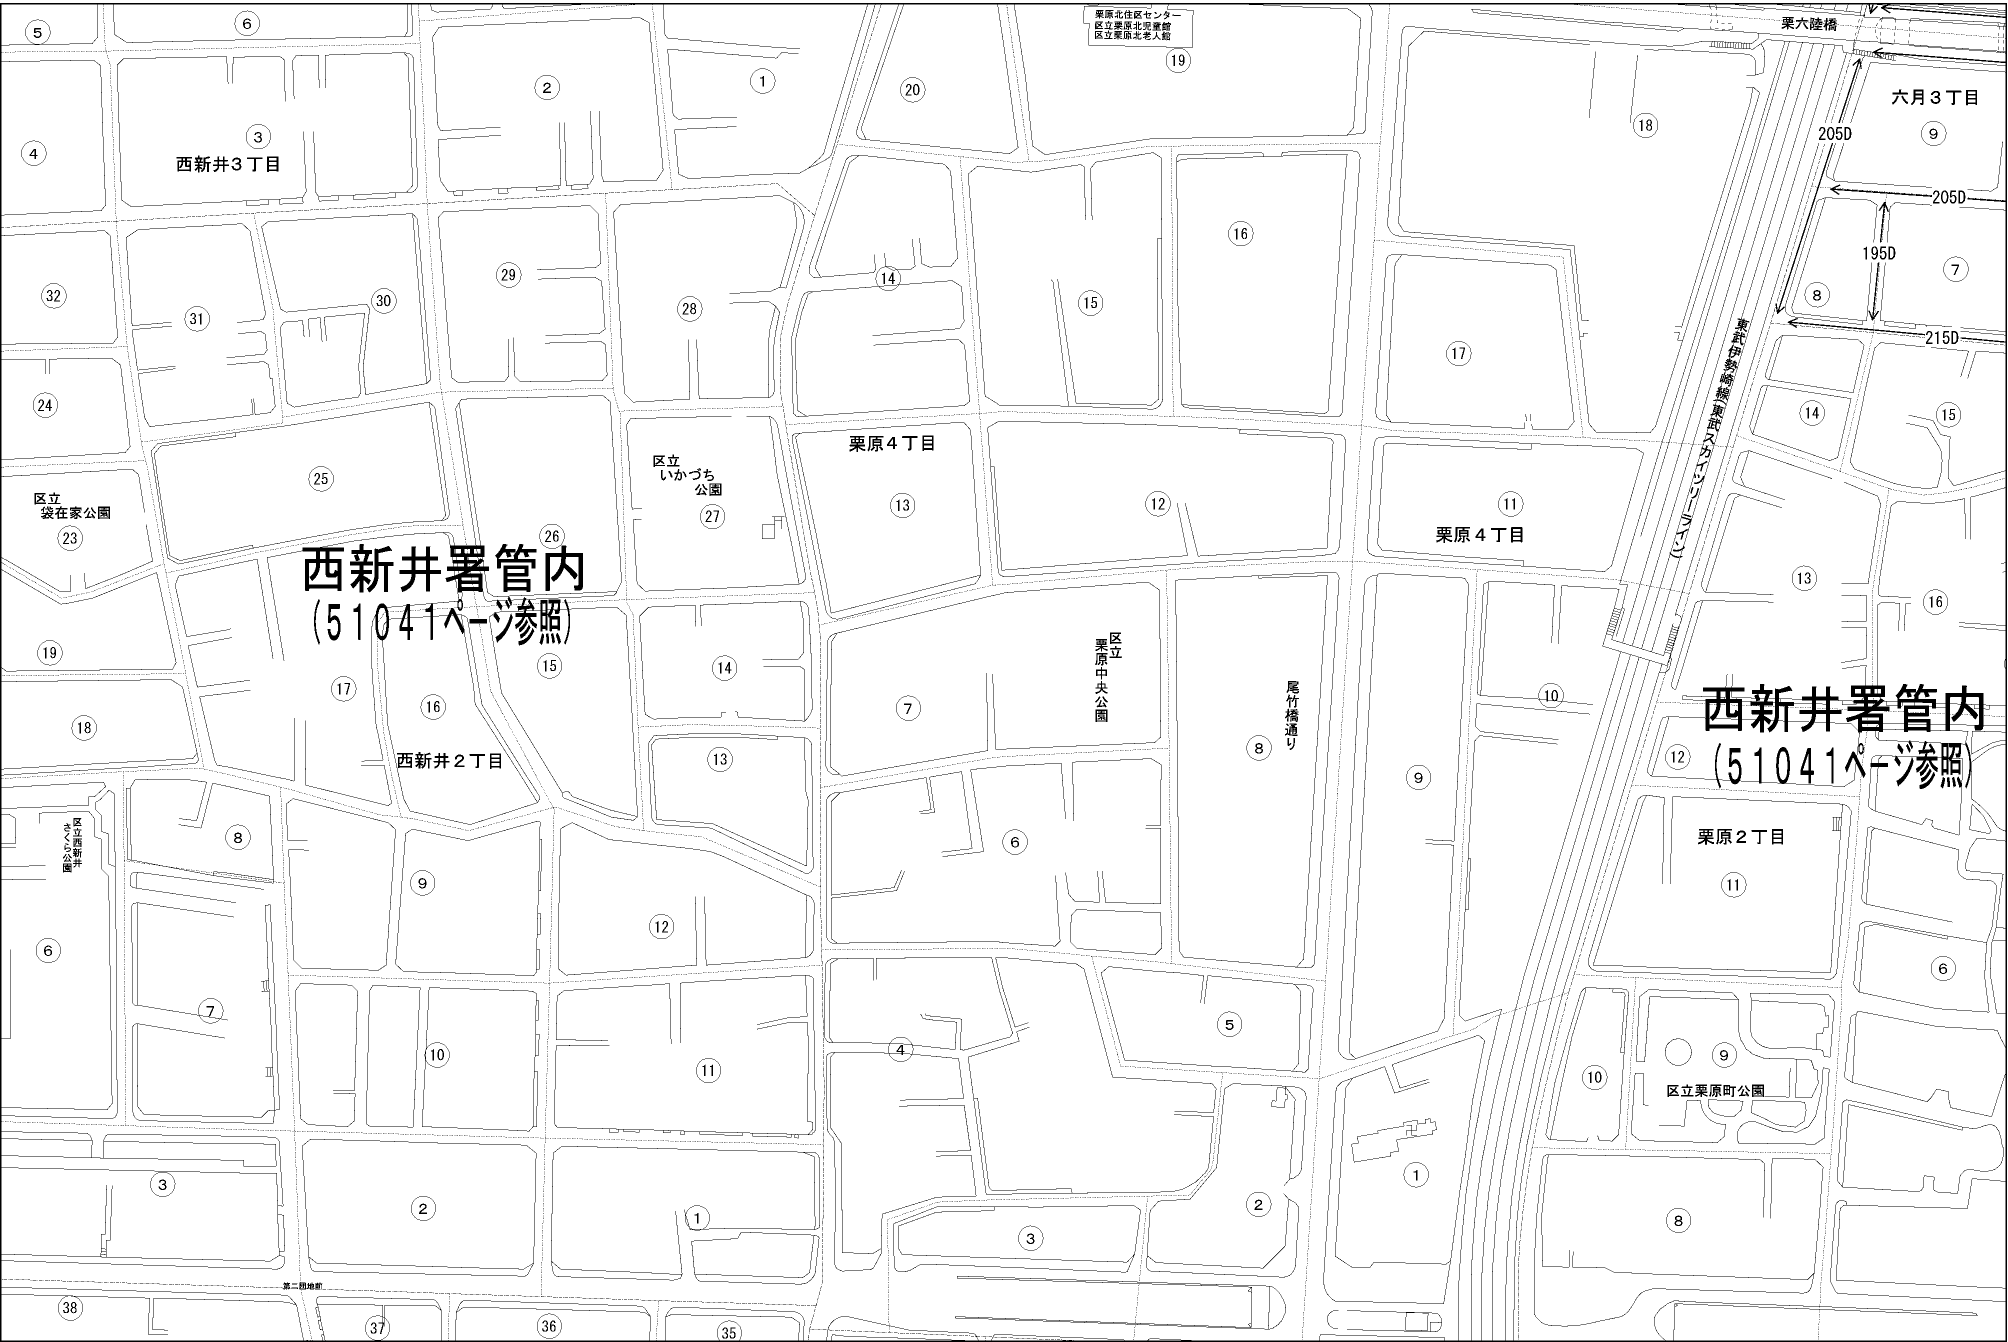 5
6
2
1
栗原北住区センター
区立栗原北児童館
区立栗原北老人館
19
栗六陸橋
六月３丁目
20
18
9
205D
4
3
西新井３丁目
205D
16
195D
7
32
31
30
29
28
14
15
8
215D
17
24
14
15
東武伊勢崎線(東武スカイツリーライン)
栗原４丁目
25
区立
いかづち
公園
27
13
12
11
栗原４丁目
区立
袋在家公園
23
26
西新井署管内
(５１０４１ページ参照)
13
16
19
17
16
15
14
区立
栗原中央公園
7
尾竹橋通り
10
西新井署管内
(５１０４１ページ参照)
18
西新井２丁目
13
8
9
12
区立西新井
さくら公園
8
9
6
栗原２丁目
11
12
6
6
7
10
11
4
5
10
9
区立栗原町公園
3
2
1
3
2
1
8
第二団地前
38
37
36
35